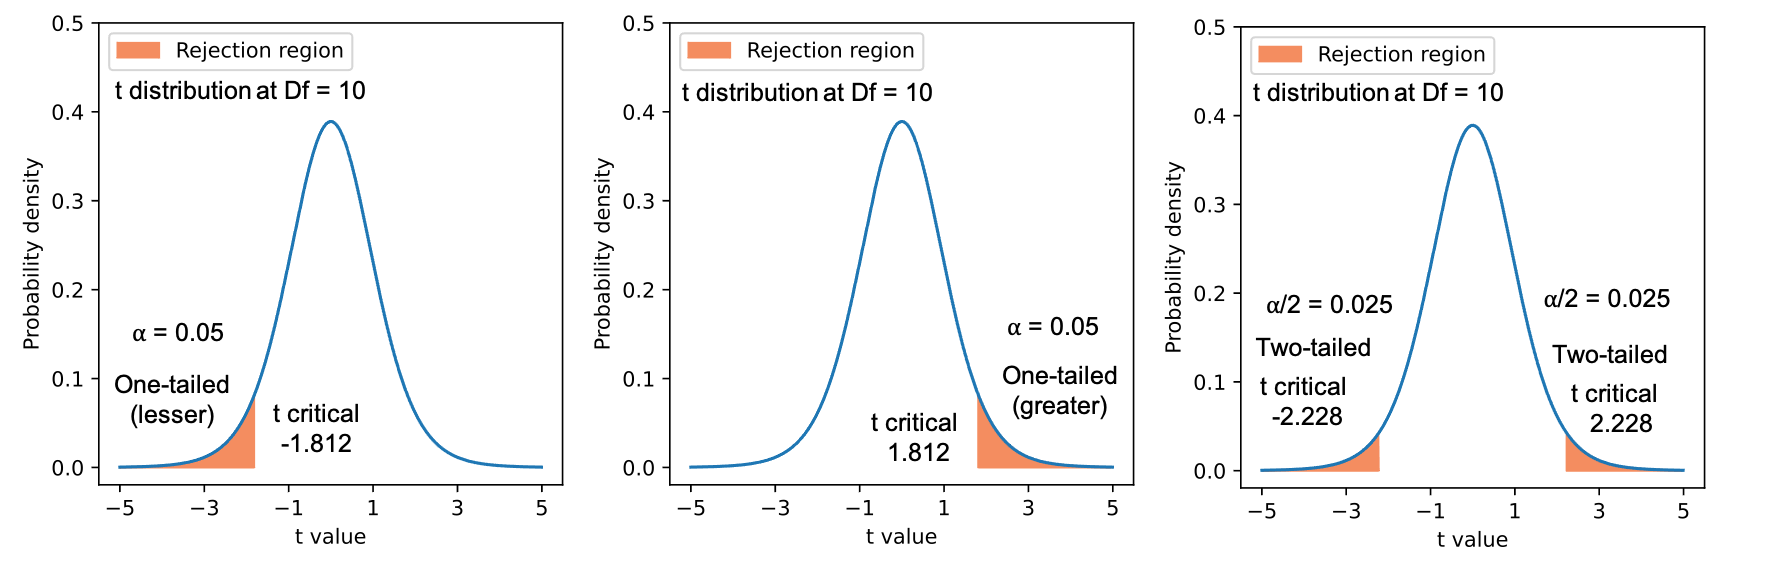 0.5
0.4
0.3
0.2
0.1
0.0
Probability density
Rejection region
t distribution at Df = 10
α = 0.05
One-tailed
(lesser)
t critical
-1.812
−5
−3
−1
1
3
5
t value
0.5
0.4
0.3
0.2
0.1
0.0
Probability density
Rejection region
t distribution at Df = 10
α = 0.05
One-tailed
(greater)
t critical
1.812
−5
−3
−1
1
3
5
t value
0.5
0.4
0.3
0.2
0.1
0.0
Probability density
Rejection region
t distribution at Df = 10
α/2 = 0.025
Two-tailed
t critical
-2.228
α/2 = 0.025
Two-tailed
t critical
2.228
−5
−3
−1
1
3
5
t value